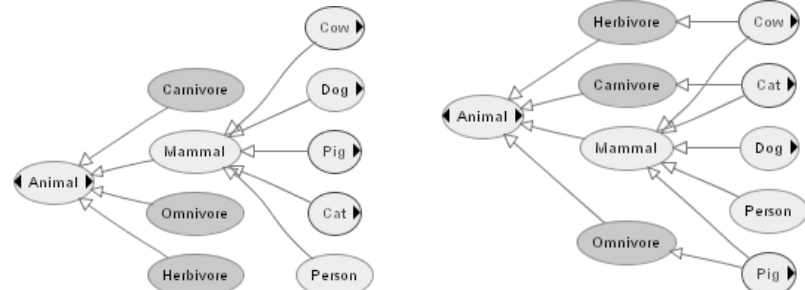 Cow
Dog
Carnivore
Mammal
Pig
Animal
Omnivore
Cat
Herbivore
Person
Herbivore
Cow
Carnivore
Cat
Animal
Mammal
Dog
Person
Omnivore
Pig